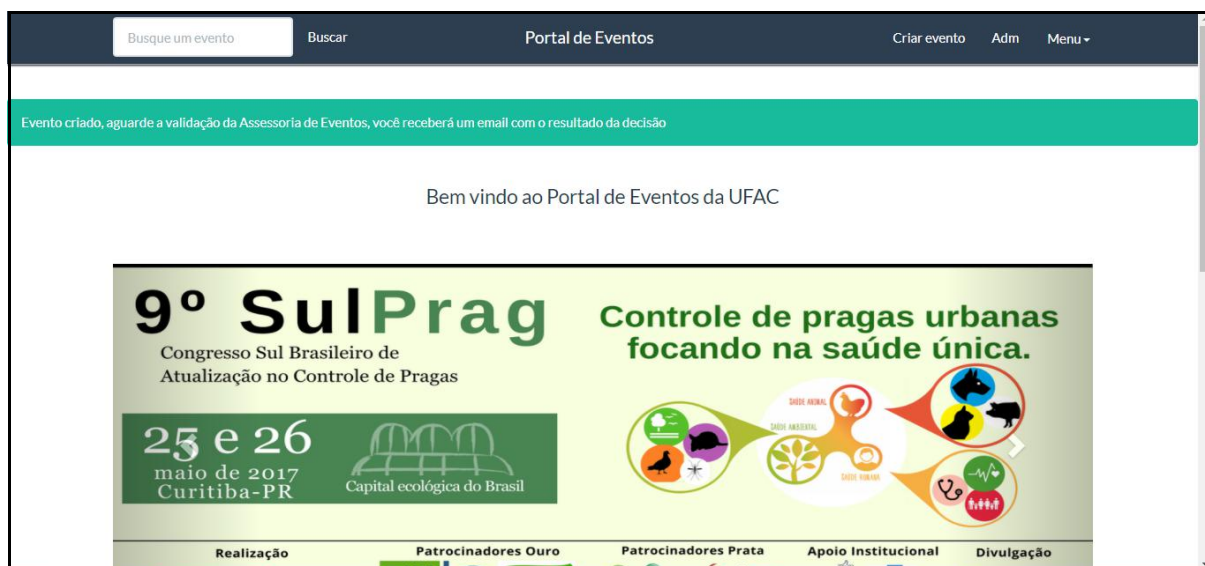 Busque um evento
Buscar
Portal de Eventos
Criar evento
Adm
Menu
Evento criado, aguarde a validação da Assessoria de Eventos, você receberá um email com o resultado da decisão
Bem vindo ao Portal de Eventos da UFAC
9º SulPrag
Congresso Sul Brasileiro de
Atualização no Controle de Pragas
25 e 26
maio de 2017
Curitiba-PR
Capital ecológica do Brasil
Controle de pragas urbanas
focando na saúde única.
SAÚDE ANIMAL
SAÚDE AMBIENTAL
SAÚDE HUMANA
Realização
Patrocinadores Ouro
Patrocinadores Prata
Apoio Institucional
Divulgação